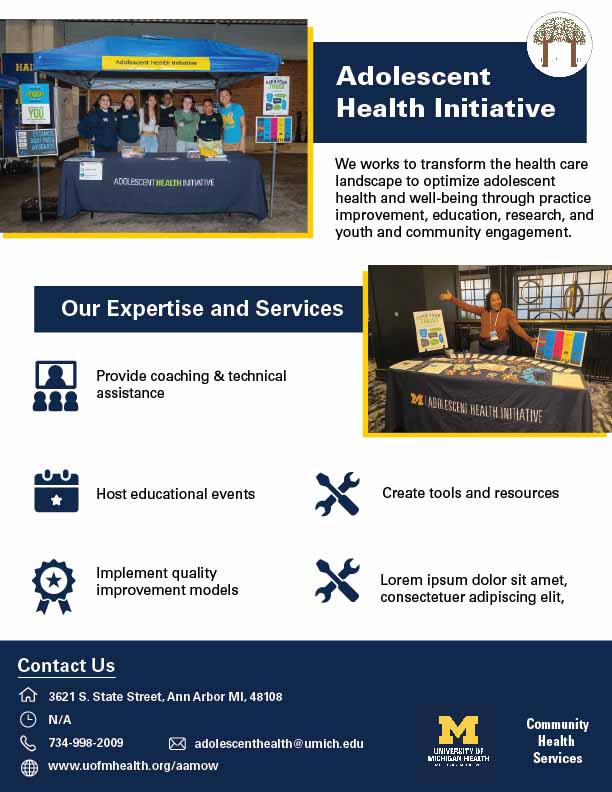 Adolescent Health Initiative
ADOLESCENT HEALTH INITIATIVE
Adolescent
Health Initiative
We works to transform the health care
landscape to optimize adolescent
health and well-being through practice
improvement, education, research, and
youth and community engagement.
Our Expertise and Services
M | ADOLESCENT HEALTH INITIATIVE
Provide coaching & technical
assistance
Host educational events
Create tools and resources
Implement quality
improvement models
Lorem ipsum dolor sit amet,
consectetuer adipiscing elit,
Contact Us
3621 S. State Street, Ann Arbor MI, 48108
N/A
734-998-2009
adolescenthealth@umich.edu
www.uofmhealth.org/aamow
M
UNIVERSITY OF
MICHIGAN HEALTH
Community
Health
Services